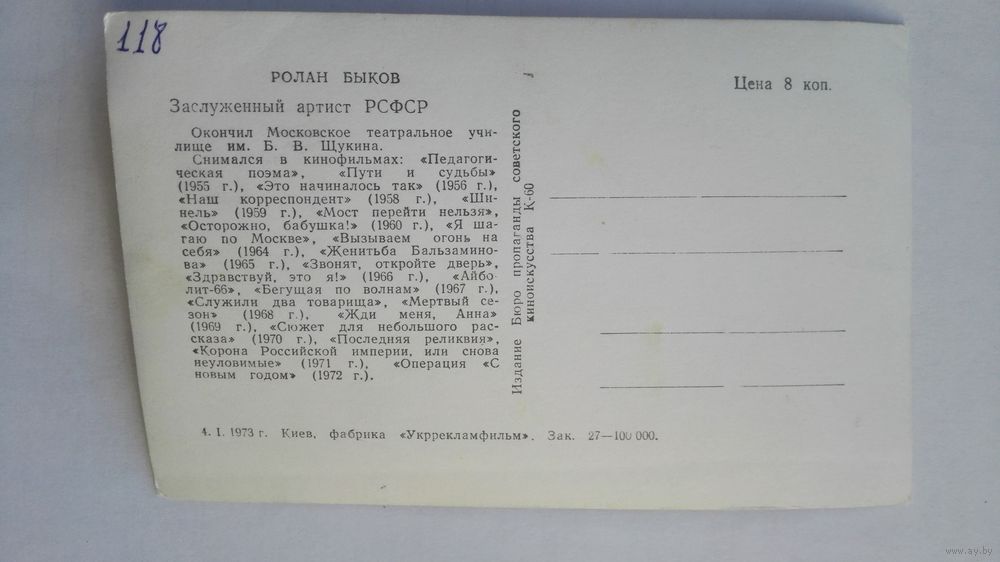 118
РОЛАН БЫКОВ
Заслуженный артист РСФСР
Окончил Московское театральное учи-
лище им. Б. В. Щукина.
Снимался в кинофильмах: «Педагоги-
ческая поэма», «Пути и судьбы»
(1955 г.), «Это начиналось так» (1956 г.),
«Наш корреспондент» (1958 г.), «Ши-
нель» (1959 г.), «Мост перейти нельзя»,
«Осторожно, бабушка!» (1960 г.), «Я ша-
гаю по Москве», «Вызываем огонь на
себя» (1964 г.), «Женитьба Бальзамино-
ва» (1965 г.), «Звонят, откройте дверь»,
«Здравствуй, это я!» (1966 г.), «Айбо-
лит-66», «Бегущая по волнам» (1967 г.),
«Служили два товарища», «Мертвый се-
зон» (1968 г.), «Жди меня, Анна»
(1969 г.), «Сюжет для небольшого рас-
сказа» (1970 г.), «Последняя реликвия»,
«Корона Российской империи, или снова
неуловимые» (1971 г.), «Операция «С
новым годом» (1972 г.).
4. I. 1973 г. Киев, фабрика «Укррекламфильм». Зак. 27—100 000.
Издание Бюро пропаганды советского
киноискусства К-60
Цена 8 коп.
www.ay.by